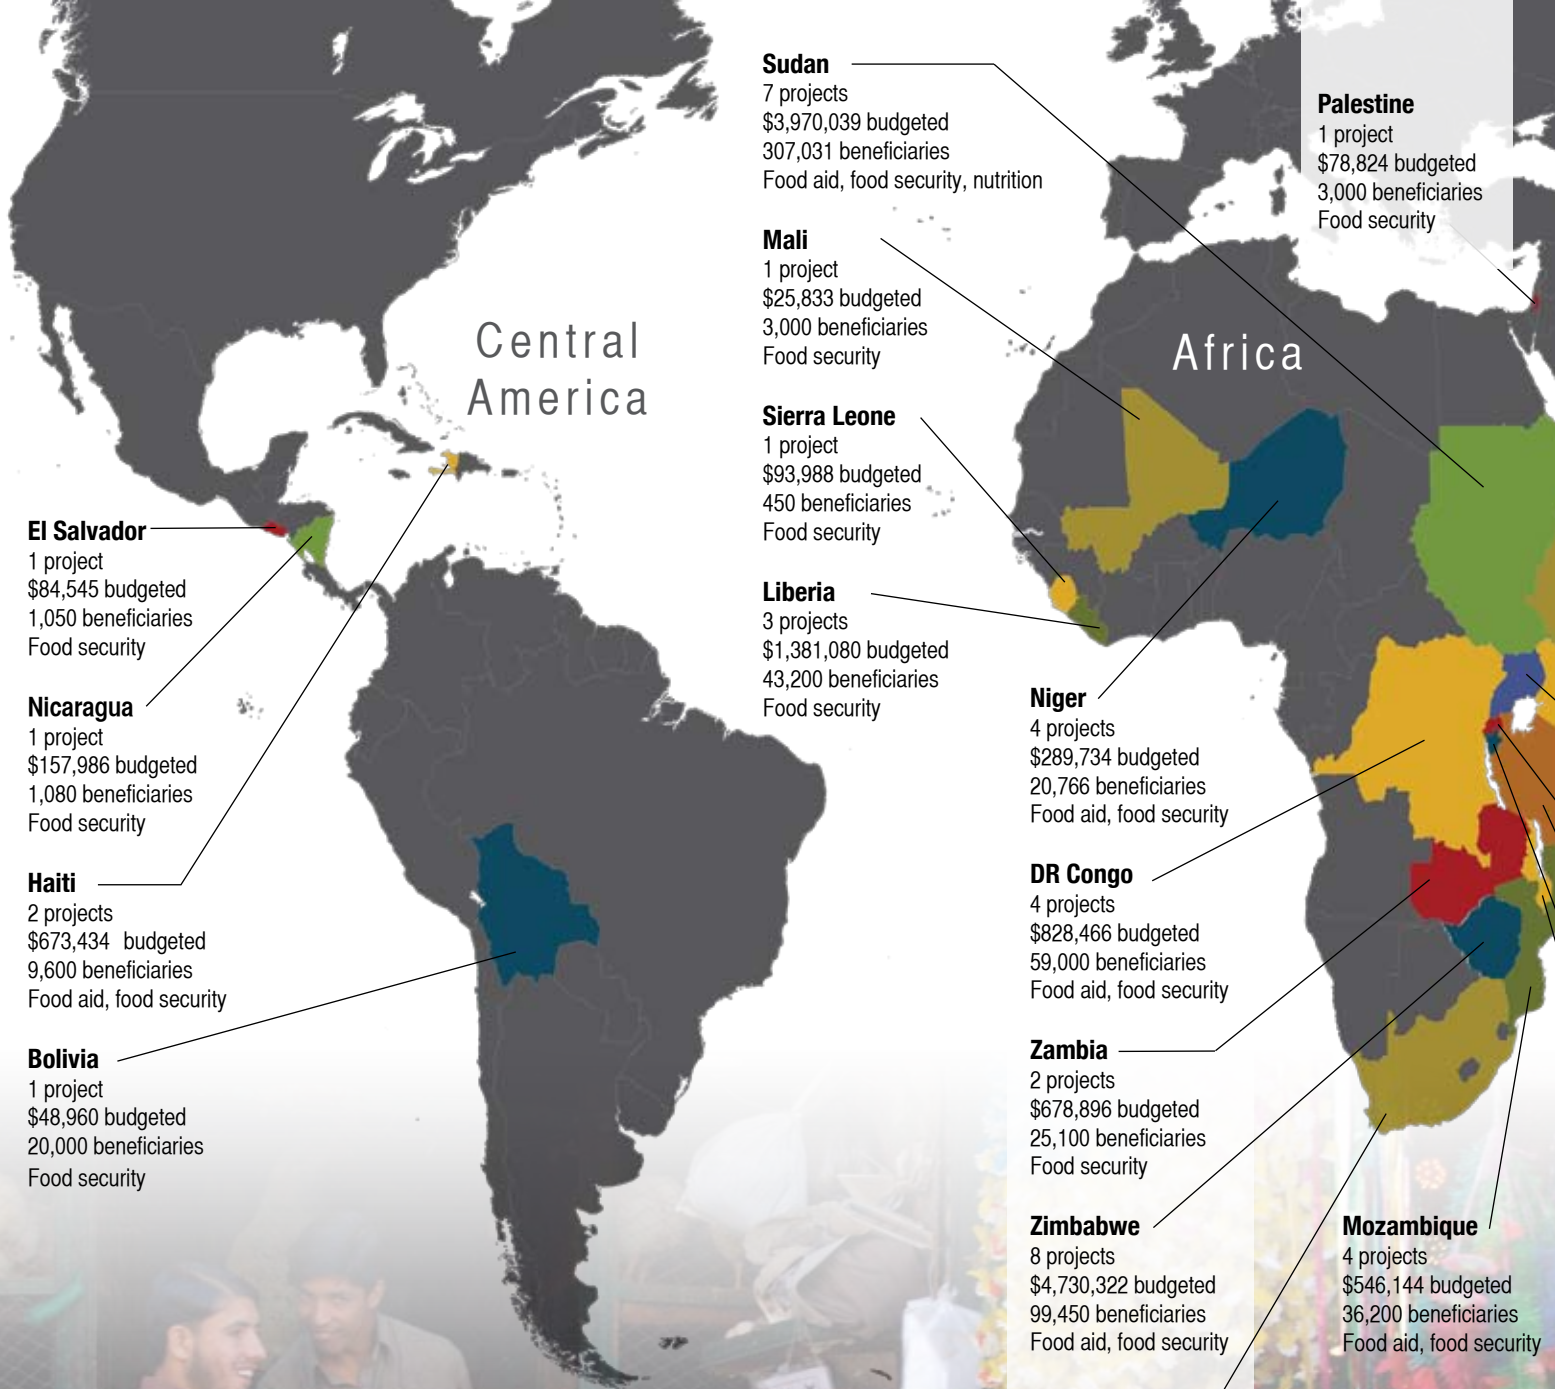 Central
America
El Salvador
1 project
$84,545 budgeted
1,050 beneficiaries
Food security
Nicaragua
1 project
$157,986 budgeted
1,080 beneficiaries
Food security
Haiti
2 projects
$673,434 budgeted
9,600 beneficiaries
Food aid, food security
Bolivia
1 project
$48,960 budgeted
20,000 beneficiaries
Food security
Sudan
7 projects
$3,970,039 budgeted
307,031 beneficiaries
Food aid, food security, nutrition
Mali
1 project
$25,833 budgeted
3,000 beneficiaries
Food security
Sierra Leone
1 project
$93,988 budgeted
450 beneficiaries
Food security
Liberia
3 projects
$1,381,080 budgeted
43,200 beneficiaries
Food security
Palestine
1 project
$78,824 budgeted
3,000 beneficiaries
Food security
Africa
Niger
4 projects
$289,734 budgeted
20,766 beneficiaries
Food aid, food security
DR Congo
4 projects
$828,466 budgeted
59,000 beneficiaries
Food aid, food security
Zambia
2 projects
$678,896 budgeted
25,100 beneficiaries
Food security
Zimbabwe
8 projects
$4,730,322 budgeted
99,450 beneficiaries
Food aid, food security
Mozambique
4 projects
$546,144 budgeted
36,200 beneficiaries
Food aid, food security